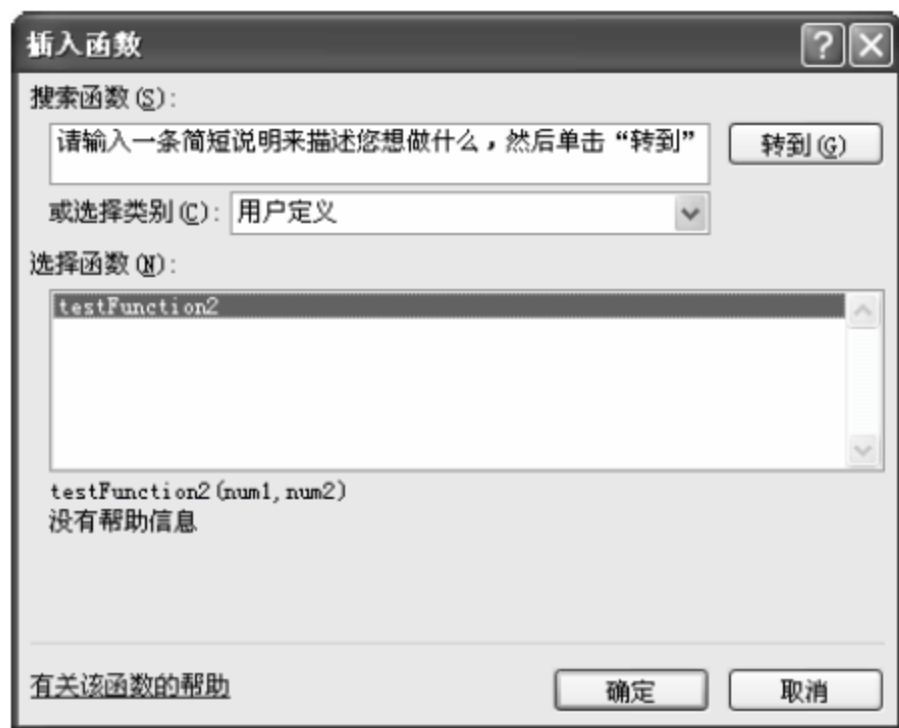 插入函数
搜索函数(S):
请输入一条简短说明来描述您想做什么，然后单击“转到”
转到(G)
或选择类别(C): 用户定义
选择函数(N):
testFunction2
testFunction2(num1,num2)
没有帮助信息
有关该函数的帮助
确定
取消